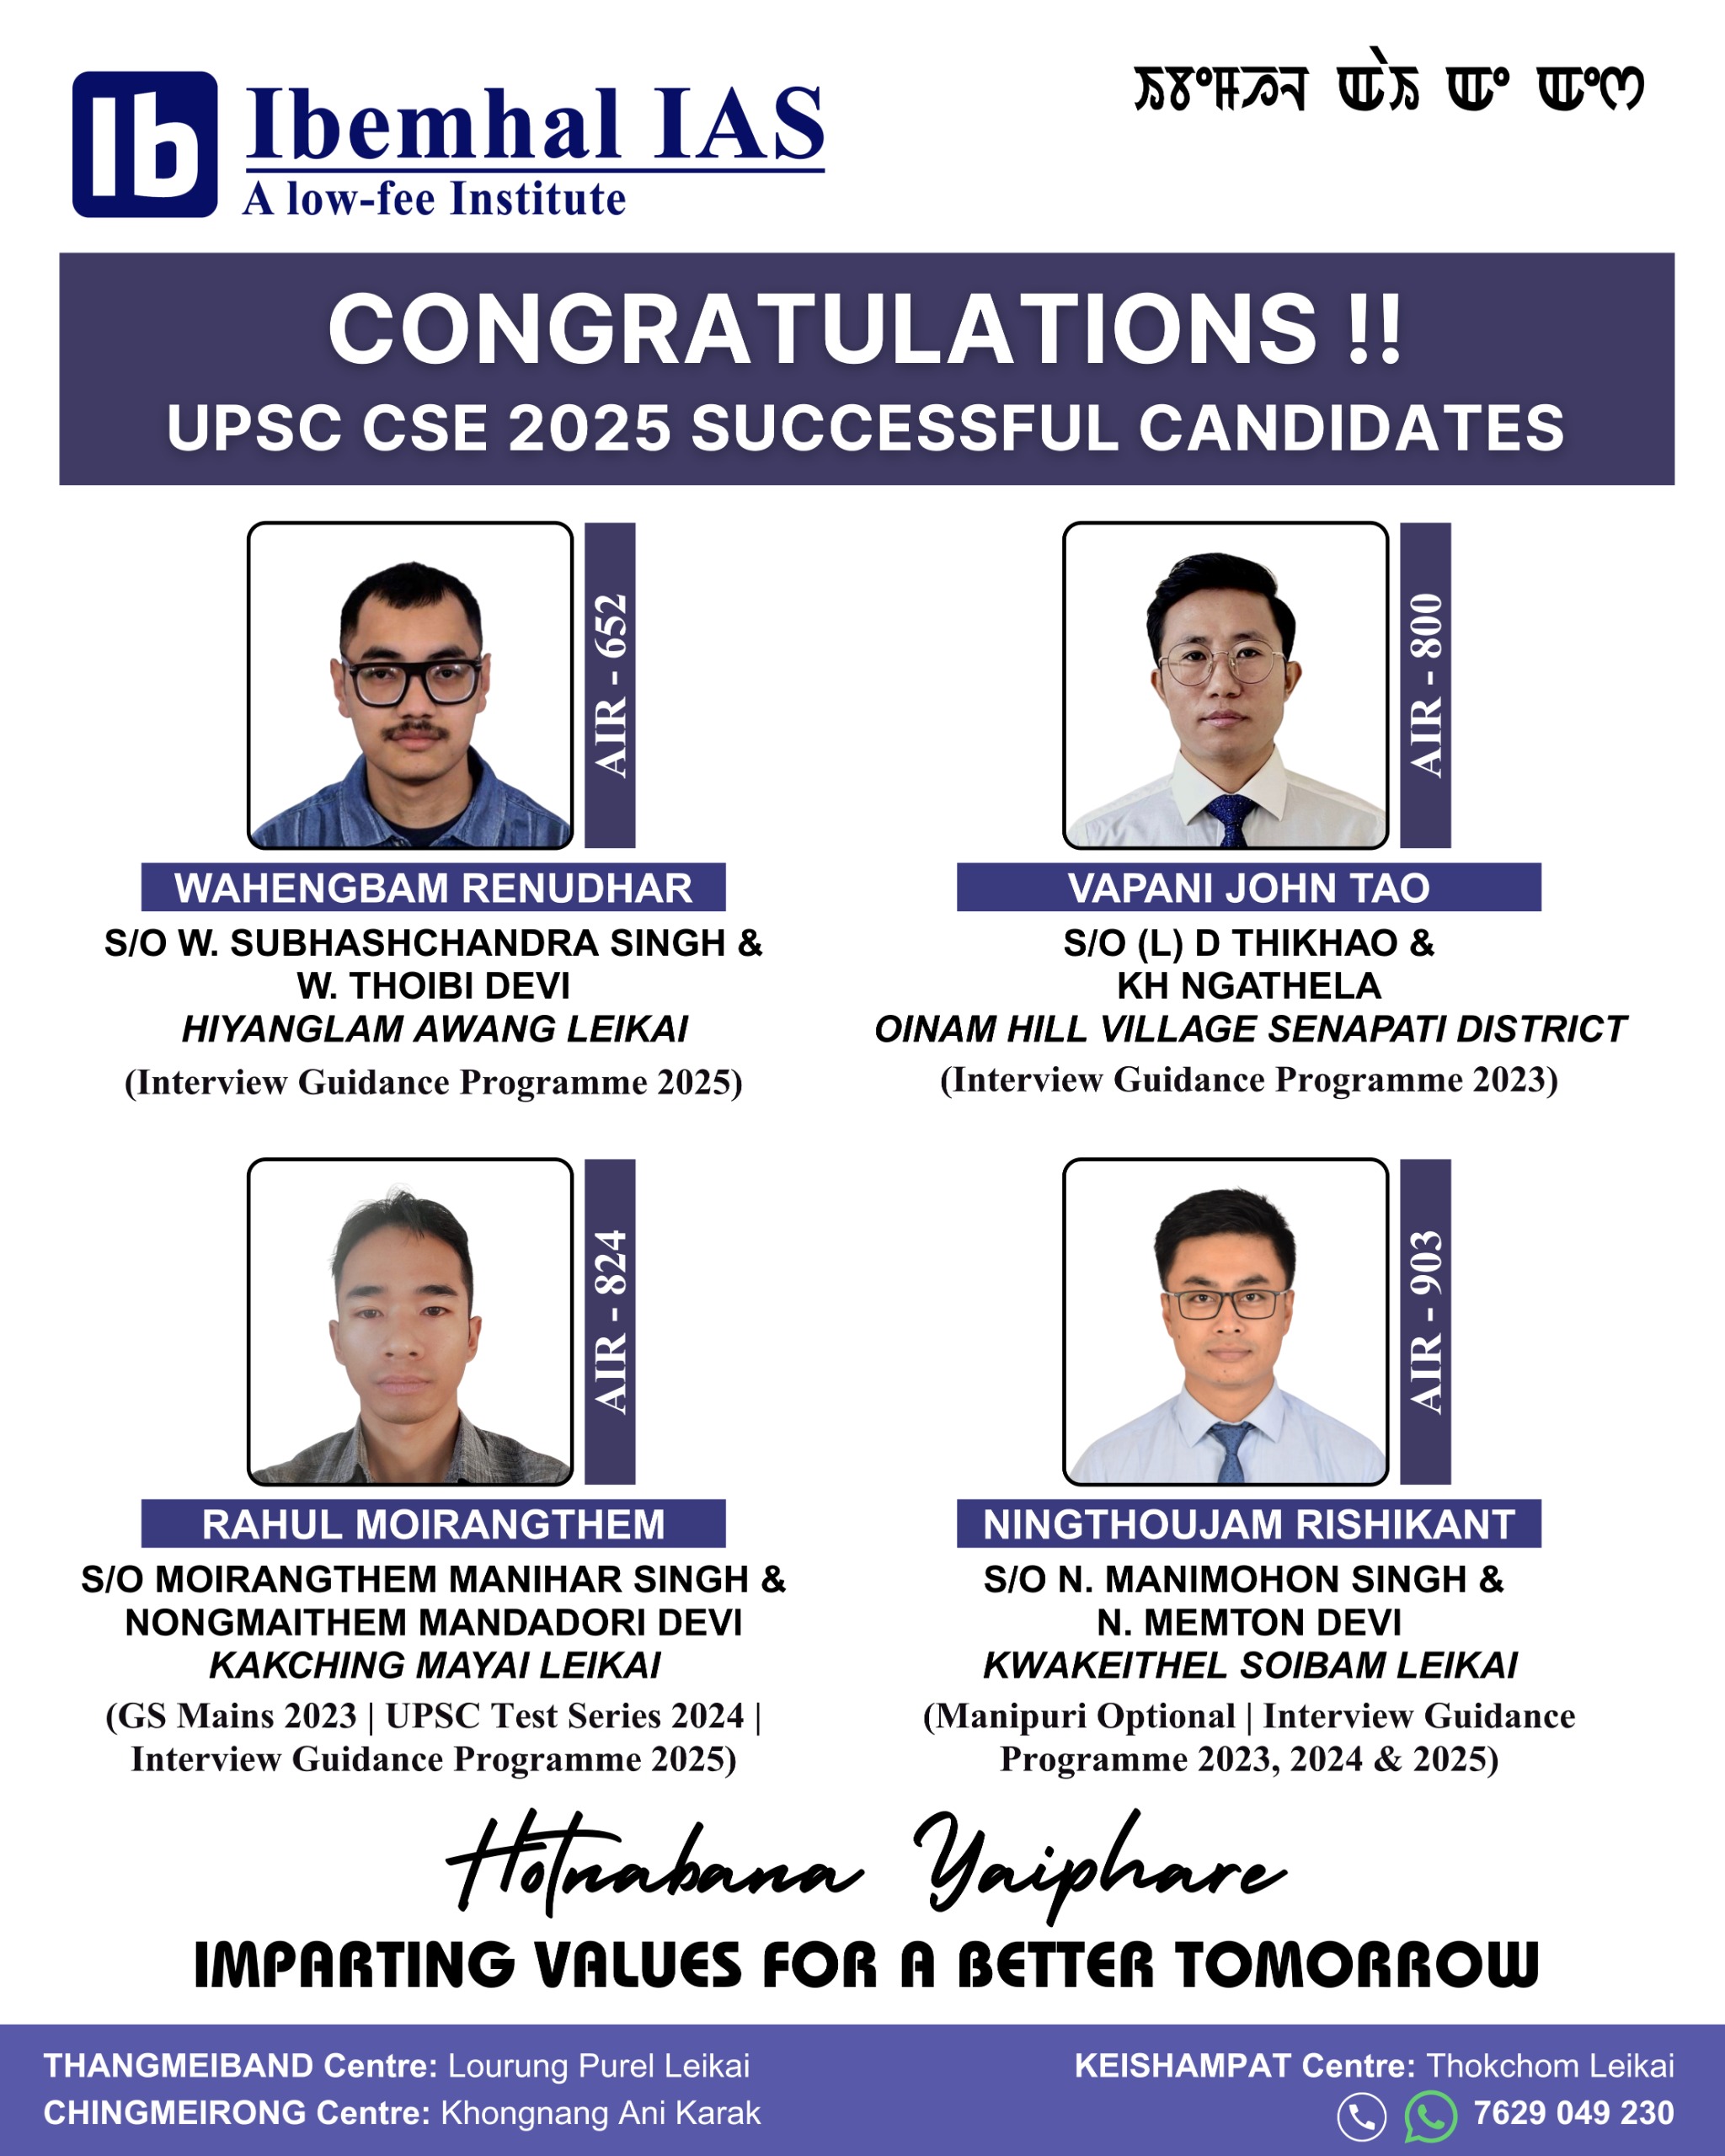 Ib
Ibemhal IAS
A low-fee Institute
ꯏꯕꯦꯝꯍꯜ ꯑꯥꯏ ꯑꯦ ꯑꯦꯁ
CONGRATULATIONS !!
UPSC CSE 2025 SUCCESSFUL CANDIDATES
AIR - 652
WAHENGBAM RENUDHAR
S/O W. SUBHASHCHANDRA SINGH &
W. THOIBI DEVI
HIYANGLAM AWANG LEIKAI
(Interview Guidance Programme 2025)
AIR - 800
VAPANI JOHN TAO
S/O (L) D THIKHAO &
KH NGATHELA
OINAM HILL VILLAGE SENAPATI DISTRICT
(Interview Guidance Programme 2023)
AIR - 824
RAHUL MOIRANGTHEM
S/O MOIRANGTHEM MANIHAR SINGH &
NONGMAITHEM MANDADORI DEVI
KAKCHING MAYAI LEIKAI
(GS Mains 2023 | UPSC Test Series 2024 |
Interview Guidance Programme 2025)
AIR - 903
NINGTHOUJAM RISHIKANT
S/O N. MANIMOHON SINGH &
N. MEMTON DEVI
KWAKEITHEL SOIBAM LEIKAI
(Manipuri Optional | Interview Guidance
Programme 2023, 2024 & 2025)
Hotnabana Yaiphare
IMPARTING VALUES FOR A BETTER TOMORROW
THANGMEIBAND Centre: Lourung Purel Leikai
CHINGMEIRONG Centre: Khongnang Ani Karak
KEISHAMPAT Centre: Thokchom Leikai
7629 049 230